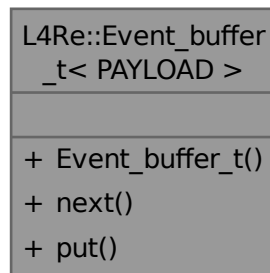 L4Re::Event_buffer
_t< PAYLOAD >
+ Event_buffer_t()
+ next()
+ put()